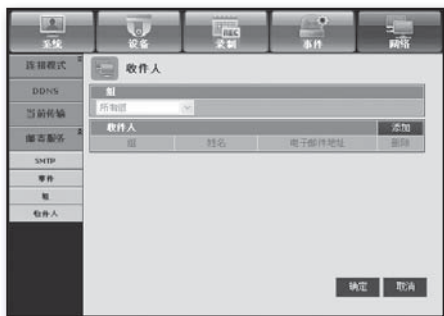 系统
设备
REC
录制
事件
网络
连接模式
DDNS
当前传输
邮寄服务
SMTP
事件
组
收件人
收件人
组
所有组
收件人
添加
组 姓名 电子邮件地址 删除
确定 取消